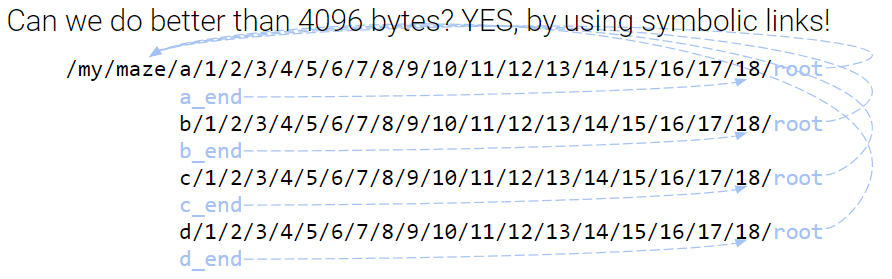 Can we do better than 4096 bytes? YES, by using symbolic links!
/my/maze/a/1/2/3/4/5/6/7/8/9/10/11/12/13/14/15/16/17/18/root
a_end
b/1/2/3/4/5/6/7/8/9/10/11/12/13/14/15/16/17/18/root
b_end
c/1/2/3/4/5/6/7/8/9/10/11/12/13/14/15/16/17/18/root
c_end
d/1/2/3/4/5/6/7/8/9/10/11/12/13/14/15/16/17/18/root
d_end